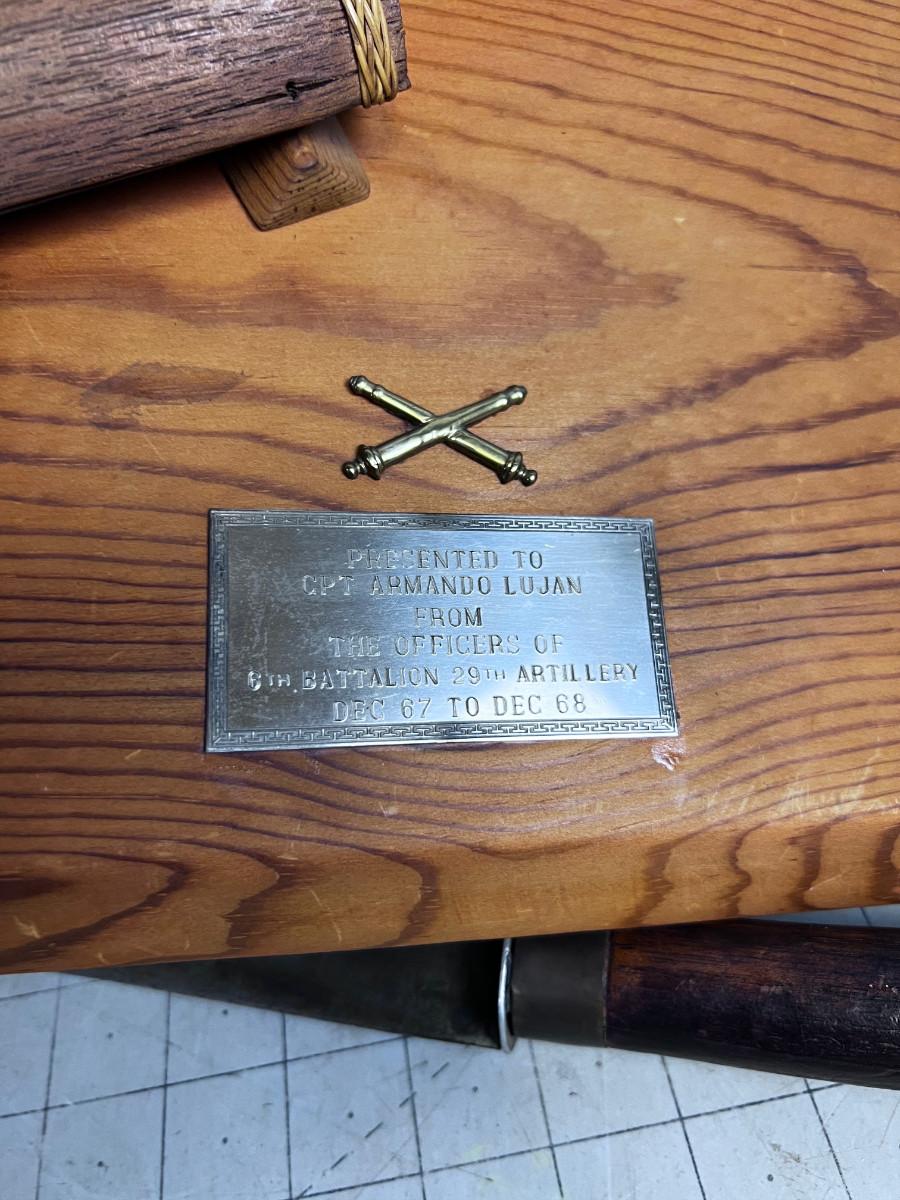 PRESENTED TO
CPT ARMANDO LUJAN
FROM
THE OFFICERS OF
6TH BATTALION 29TH ARTILLERY
DEC 67 TO DEC 68